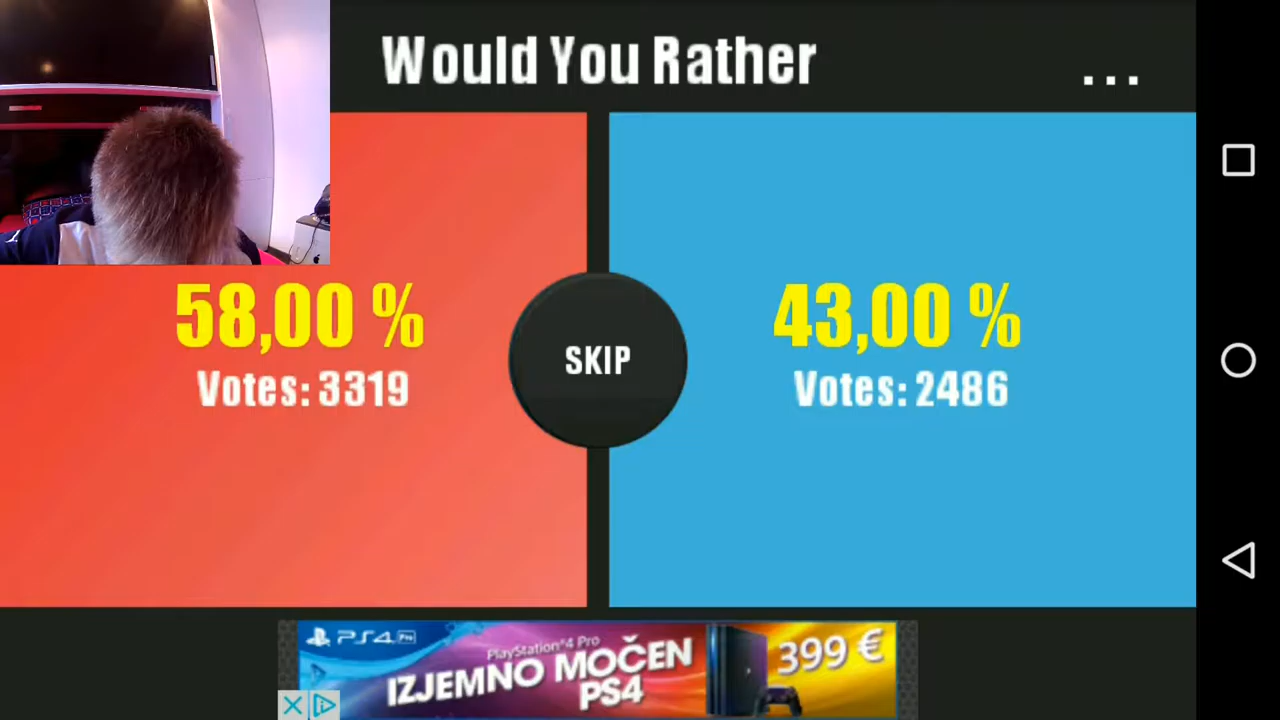 Would You Rather
...
58,00 %
Votes: 3319
SKIP
43,00 %
Votes: 2486
PS4 Pro
PlayStation®4 Pro
IZJEMNO MOČEN
PS4
399 €